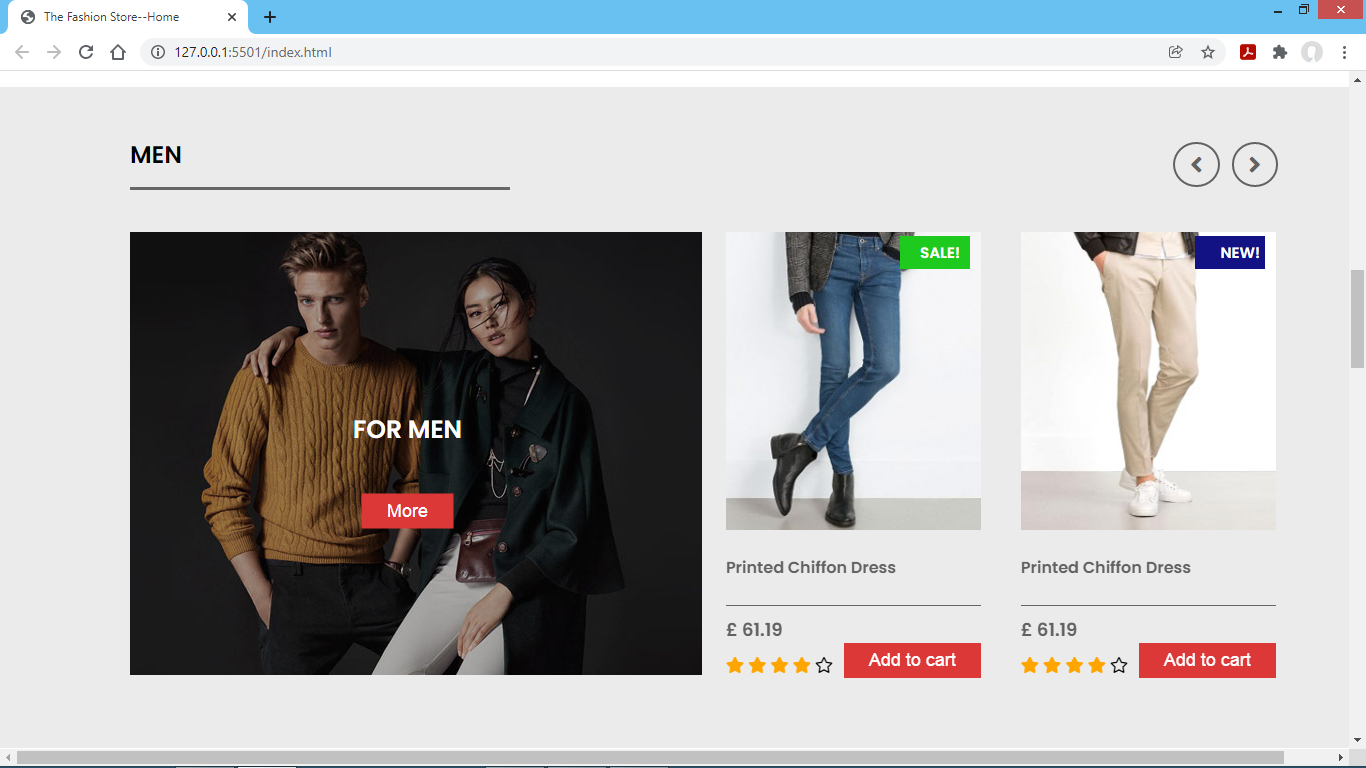 The Fashion Store--Home
127.0.0.1:5501/index.html
MEN
FOR MEN
More
SALE!
Printed Chiffon Dress
£ 61.19
Add to cart
NEW!
Printed Chiffon Dress
£ 61.19
Add to cart